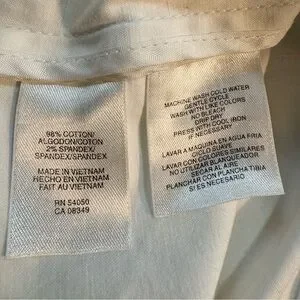 98% COTTON/
ALGODON/COTON
2% SPANDEX/
SPANDEX/SPANDEX
MADE IN VIETNAM
HECHO EN VIETNAM
FAIT AU VIETNAM
RN 54050
CA 08349
MACHINE WASH COLD WATER
GENTLE CYCLE
WASH WITH LIKE COLORS
NO BLEACH
DRIP DRY
PRESS WITH COOL IRON
IF NECESSARY
LAVAR A MAQUINA EN AGUA FRIA
CICLO SUAVE
LAVAR CON COLORES SIMILARES
NO UTILIZAR BLANQUEADOR
SECAR AL AIRE
PLANCHAR CON PLANCHA TIBIA
SI ES NECESARIO